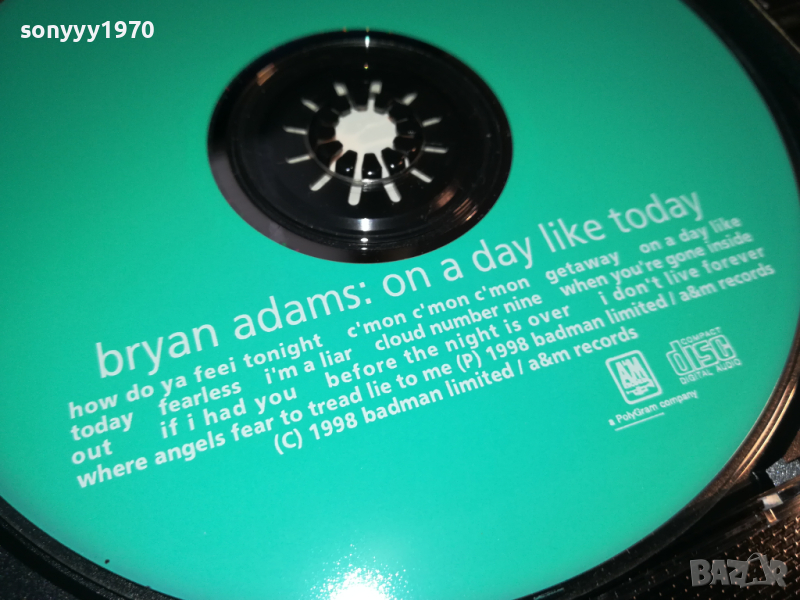 sonyyy1970
bryan adams: on a day like today
how do ya feei tonight c'mon c'mon c'mon getaway on a day like
today fearless i'm a liar cloud number nine when you're gone inside
out if i had you before the night is over i don't live forever
where angels fear to tread lie to me (P) 1998 badman limited / a&m records
(C) 1998 badman limited / a&m records
A&M
RECORDS
a PolyGram company
COMPACT
disc
DIGITAL AUDIO
BAZAR